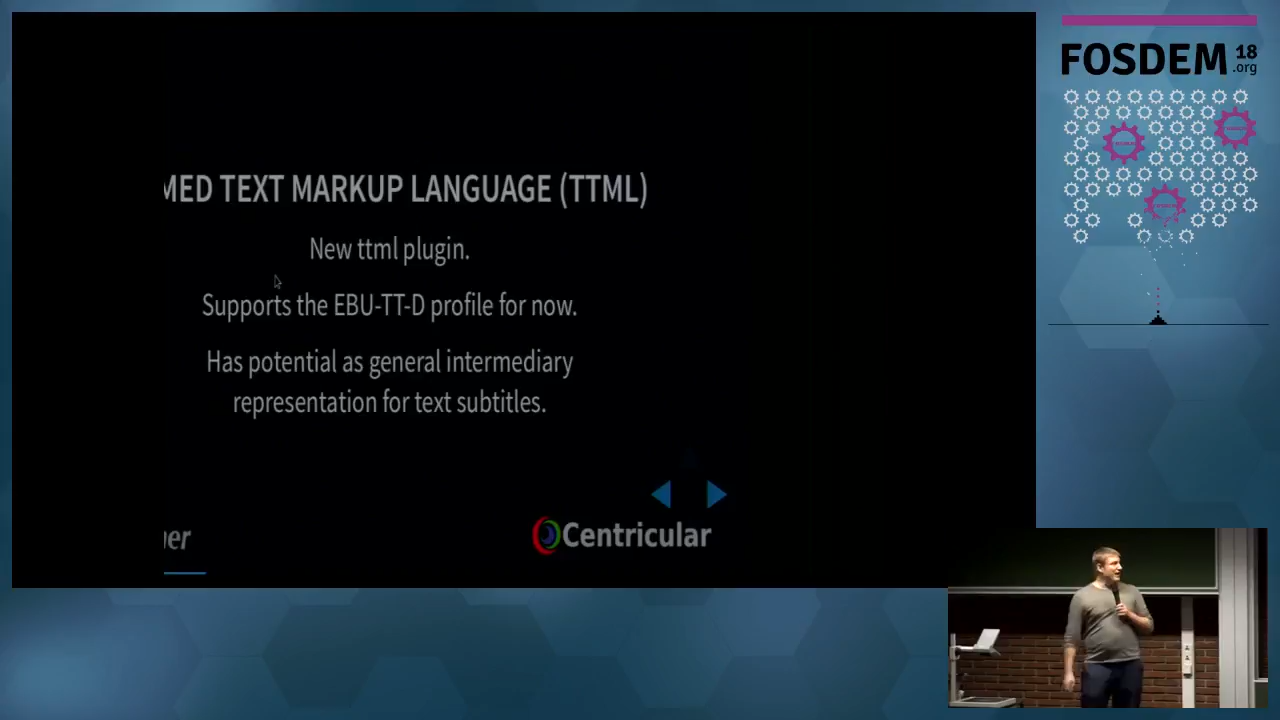 FOSDEM 18
.org
MED TEXT MARKUP LANGUAGE (TTML)
New ttml plugin.
Supports the EBU-TT-D profile for now.
Has potential as general intermediary
representation for text subtitles.
Centricular